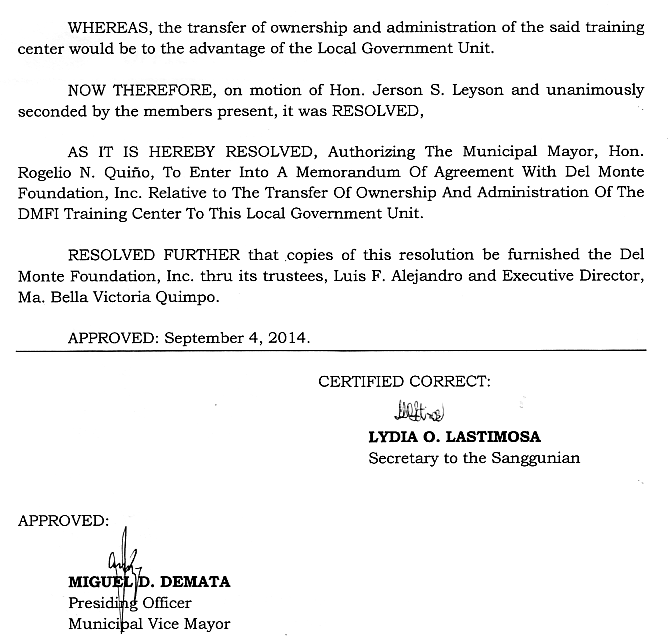 WHEREAS, the transfer of ownership and administration of the said training
center would be to the advantage of the Local Government Unit.
NOW THEREFORE, on motion of Hon. Jerson S. Leyson and unanimously
seconded by the members present, it was RESOLVED,
AS IT IS HEREBY RESOLVED, Authorizing The Municipal Mayor, Hon.
Rogelio N. Quiño, To Enter Into A Memorandum Of Agreement With Del Monte
Foundation, Inc. Relative to The Transfer Of Ownership And Administration Of The
DMFI Training Center To This Local Government Unit.
RESOLVED FURTHER that copies of this resolution be furnished the Del
Monte Foundation, Inc. thru its trustees, Luis F. Alejandro and Executive Director,
Ma. Bella Victoria Quimpo.
APPROVED: September 4, 2014.
CERTIFIED CORRECT:
LYDIA O. LASTIMOSA
Secretary to the Sanggunian
APPROVED:
MIGUEL D. DEMATA
Presiding Officer
Municipal Vice Mayor